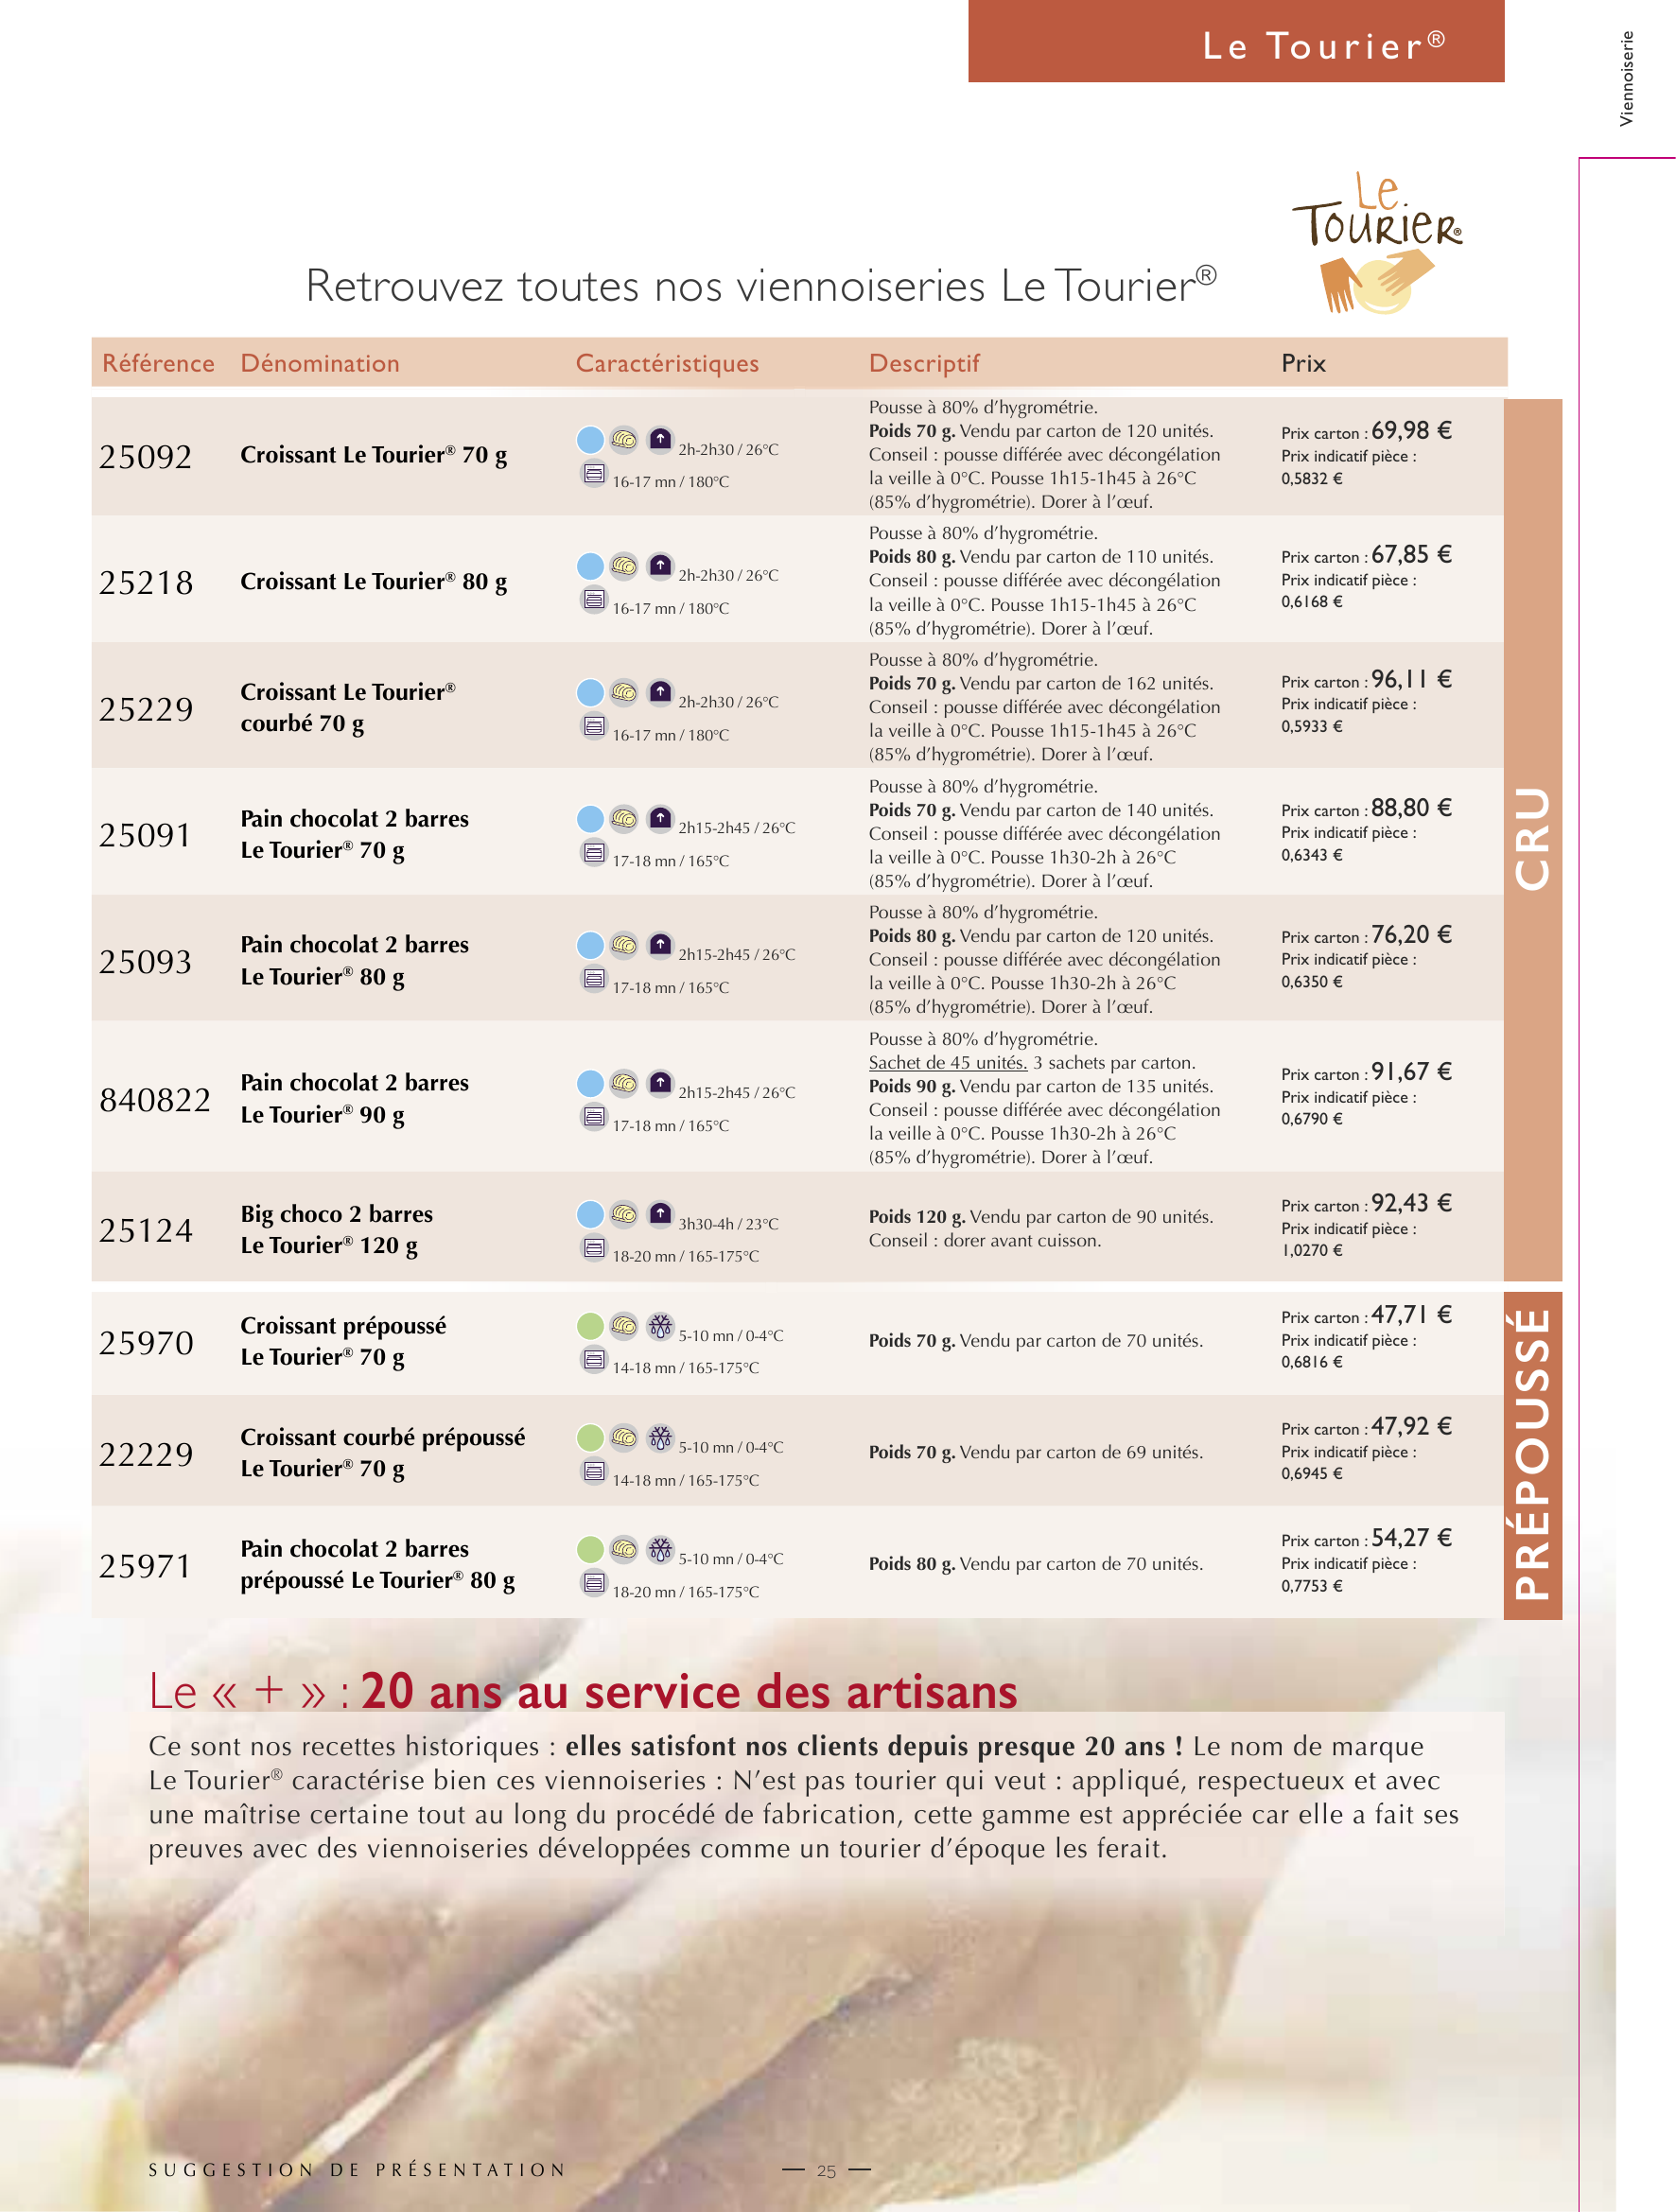 Le Tourier®
Viennoiserie
Le
TOURIER®
Retrouvez toutes nos viennoiseries Le Tourier®
Référence Dénomination Caractéristiques Descriptif Prix
25092
Croissant Le Tourier® 70 g
2h-2h30 / 26°C
16-17 mn / 180°C
Pousse à 80% d’hygrométrie.
Poids 70 g. Vendu par carton de 120 unités.
Conseil : pousse différée avec décongélation
la veille à 0°C. Pousse 1h15-1h45 à 26°C
(85% d’hygrométrie). Dorer à l’œuf.
Prix carton : 69,98 €
Prix indicatif pièce :
0,5832 €
25218
Croissant Le Tourier® 80 g
2h-2h30 / 26°C
16-17 mn / 180°C
Pousse à 80% d’hygrométrie.
Poids 80 g. Vendu par carton de 110 unités.
Conseil : pousse différée avec décongélation
la veille à 0°C. Pousse 1h15-1h45 à 26°C
(85% d’hygrométrie). Dorer à l’œuf.
Prix carton : 67,85 €
Prix indicatif pièce :
0,6168 €
25229
Croissant Le Tourier®
courbé 70 g
2h-2h30 / 26°C
16-17 mn / 180°C
Pousse à 80% d’hygrométrie.
Poids 70 g. Vendu par carton de 162 unités.
Conseil : pousse différée avec décongélation
la veille à 0°C. Pousse 1h15-1h45 à 26°C
(85% d’hygrométrie). Dorer à l’œuf.
Prix carton : 96,11 €
Prix indicatif pièce :
0,5933 €
25091
Pain chocolat 2 barres
Le Tourier® 70 g
2h15-2h45 / 26°C
17-18 mn / 165°C
Pousse à 80% d’hygrométrie.
Poids 70 g. Vendu par carton de 140 unités.
Conseil : pousse différée avec décongélation
la veille à 0°C. Pousse 1h30-2h à 26°C
(85% d’hygrométrie). Dorer à l’œuf.
Prix carton : 88,80 €
Prix indicatif pièce :
0,6343 €
25093
Pain chocolat 2 barres
Le Tourier® 80 g
2h15-2h45 / 26°C
17-18 mn / 165°C
Pousse à 80% d’hygrométrie.
Poids 80 g. Vendu par carton de 120 unités.
Conseil : pousse différée avec décongélation
la veille à 0°C. Pousse 1h30-2h à 26°C
(85% d’hygrométrie). Dorer à l’œuf.
Prix carton : 76,20 €
Prix indicatif pièce :
0,6350 €
840822
Pain chocolat 2 barres
Le Tourier® 90 g
2h15-2h45 / 26°C
17-18 mn / 165°C
Pousse à 80% d’hygrométrie.
Sachet de 45 unités. 3 sachets par carton.
Poids 90 g. Vendu par carton de 135 unités.
Conseil : pousse différée avec décongélation
la veille à 0°C. Pousse 1h30-2h à 26°C
(85% d’hygrométrie). Dorer à l’œuf.
Prix carton : 91,67 €
Prix indicatif pièce :
0,6790 €
25124
Big choco 2 barres
Le Tourier® 120 g
3h30-4h / 23°C
18-20 mn / 165-175°C
Poids 120 g. Vendu par carton de 90 unités.
Conseil : dorer avant cuisson.
Prix carton : 92,43 €
Prix indicatif pièce :
1,0270 €
CRU
25970
Croissant prépoussé
Le Tourier® 70 g
5-10 mn / 0-4°C
14-18 mn / 165-175°C
Poids 70 g. Vendu par carton de 70 unités.
Prix carton : 47,71 €
Prix indicatif pièce :
0,6816 €
22229
Croissant courbé prépoussé
Le Tourier® 70 g
5-10 mn / 0-4°C
14-18 mn / 165-175°C
Poids 70 g. Vendu par carton de 69 unités.
Prix carton : 47,92 €
Prix indicatif pièce :
0,6945 €
25971
Pain chocolat 2 barres
prépoussé Le Tourier® 80 g
5-10 mn / 0-4°C
18-20 mn / 165-175°C
Poids 80 g. Vendu par carton de 70 unités.
Prix carton : 54,27 €
Prix indicatif pièce :
0,7753 €
PRÉPOUSSÉ
Le « + » : 20 ans au service des artisans
Ce sont nos recettes historiques : elles satisfont nos clients depuis presque 20 ans ! Le nom de marque
Le Tourier® caractérise bien ces viennoiseries : N’est pas tourier qui veut : appliqué, respectueux et avec
une maîtrise certaine tout au long du procédé de fabrication, cette gamme est appréciée car elle a fait ses
preuves avec des viennoiseries développées comme un tourier d’époque les ferait.
SUGGESTION DE PRÉSENTATION
— 25 —